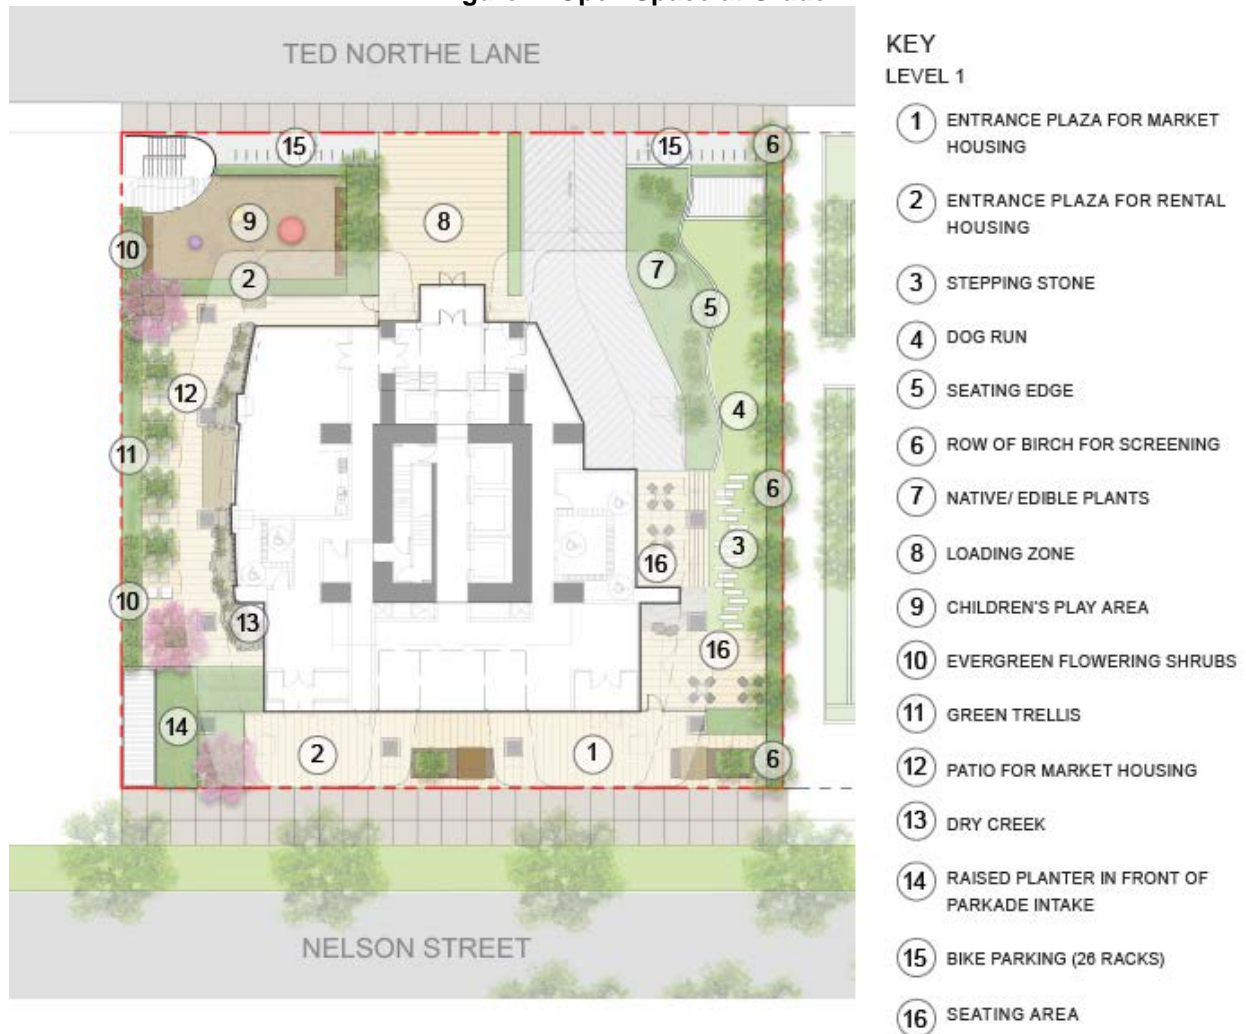 Open Space at Grade
TED NORTHE LANE
15
15
6
9
8
10
2
7
5
12
4
11
6
3
16
10
13
16
14
2
1
6
NELSON STREET
KEY
LEVEL 1
1 ENTRANCE PLAZA FOR MARKET
HOUSING
2 ENTRANCE PLAZA FOR RENTAL
HOUSING
3 STEPPING STONE
4 DOG RUN
5 SEATING EDGE
6 ROW OF BIRCH FOR SCREENING
7 NATIVE/ EDIBLE PLANTS
8 LOADING ZONE
9 CHILDREN'S PLAY AREA
10 EVERGREEN FLOWERING SHRUBS
11 GREEN TRELLIS
12 PATIO FOR MARKET HOUSING
13 DRY CREEK
14 RAISED PLANTER IN FRONT OF
PARKADE INTAKE
15 BIKE PARKING (26 RACKS)
16 SEATING AREA